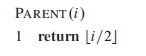 PARENT(i)
1 return ⌊i/2⌋